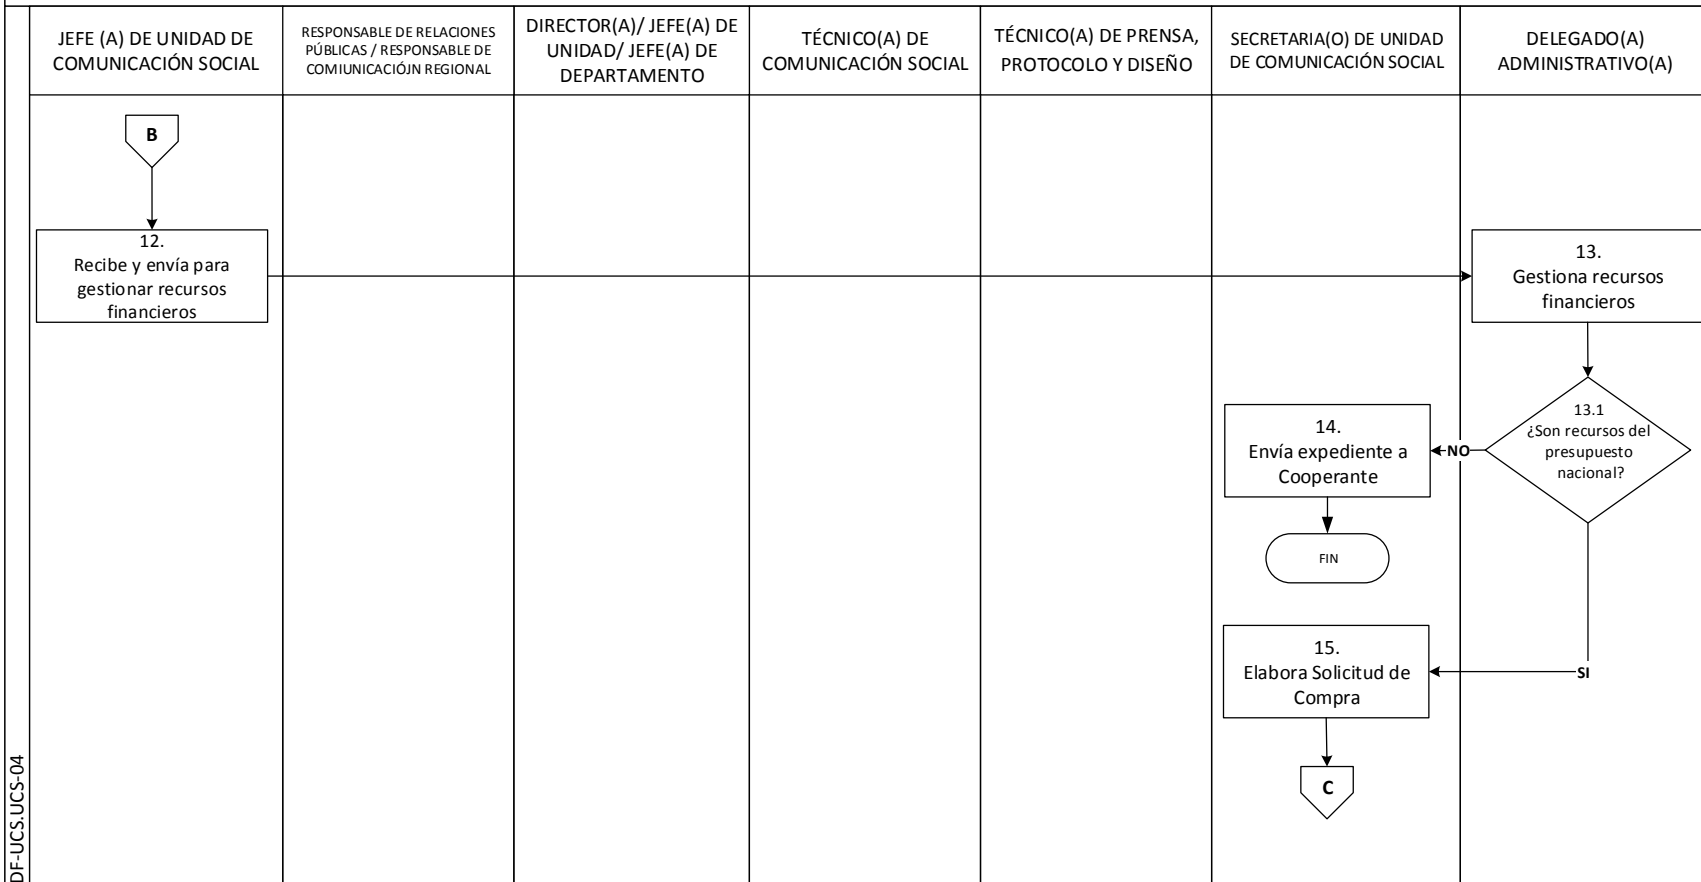 JEFE (A) DE UNIDAD DE
COMUNICACIÓN SOCIAL
RESPONSABLE DE RELACIONES
PÚBLICAS / RESPONSABLE DE
COMIUNICACIÓJN REGIONAL
DIRECTOR(A)/ JEFE(A) DE
UNIDAD/ JEFE(A) DE
DEPARTAMENTO
TÉCNICO(A) DE
COMUNICACIÓN SOCIAL
TÉCNICO(A) DE PRENSA,
PROTOCOLO Y DISEÑO
SECRETARIA(O) DE UNIDAD
DE COMUNICACIÓN SOCIAL
DELEGADO(A)
ADMINISTRATIVO(A)
B
12.
Recibe y envía para
gestionar recursos
financieros
13.
Gestiona recursos
financieros
13.1
¿Son recursos del
presupuesto
nacional?
NO
14.
Envía expediente a
Cooperante
FIN
SI
15.
Elabora Solicitud de
Compra
C
DF-UCS.UCS-04